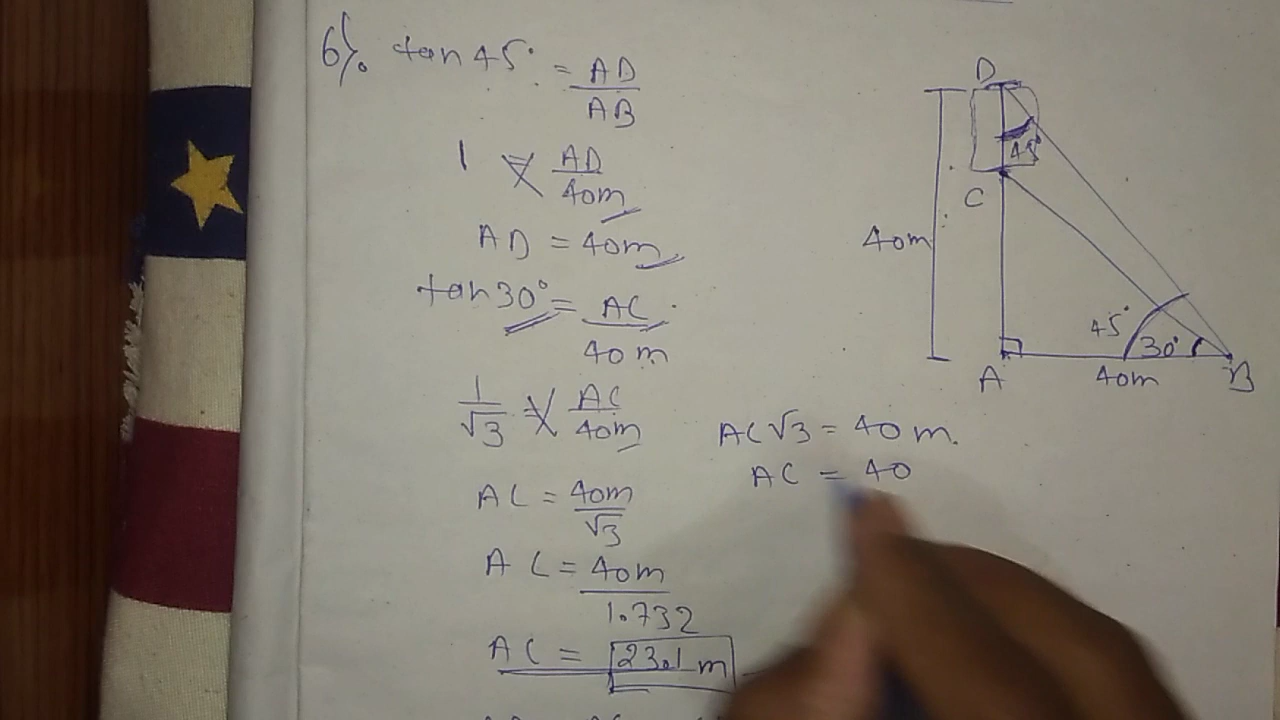 6). tan 45° = AD/AB
1 = AD/40m
AD = 40m
tan 30° = AC/40m
1/√3 = AC/40m
AC = 40m/√3
AC = 40m/1.732
AC = 23.1 m
AC√3 = 40 m.
AC = 40
D
45°
C
40m
45°
30°
A
40m
B